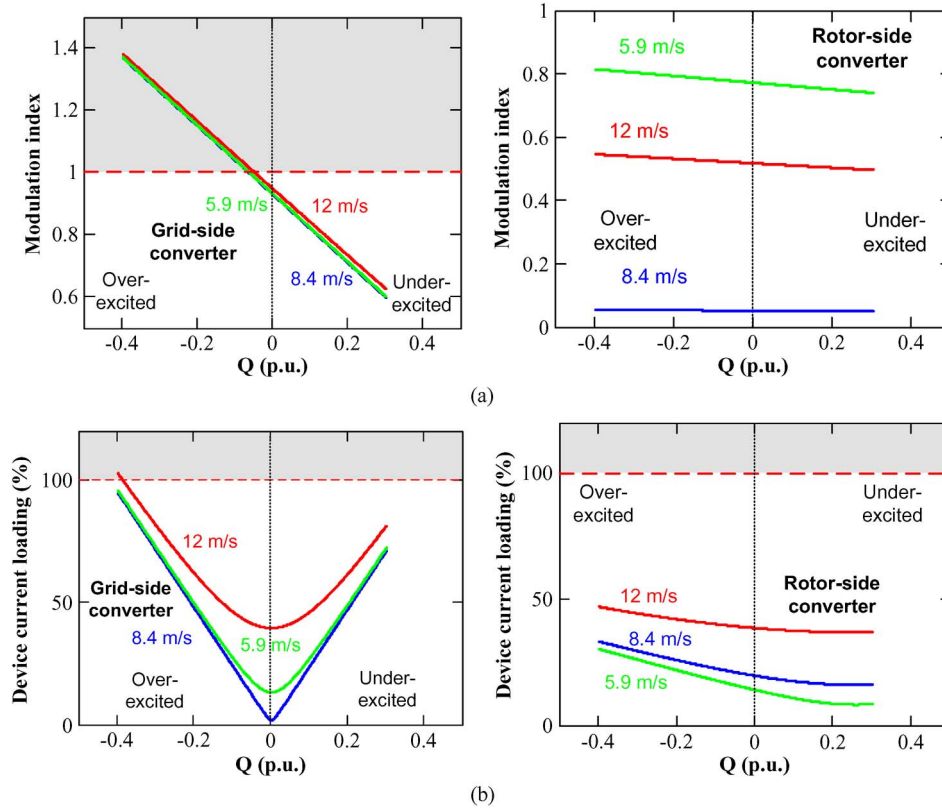 1.4
1.2
1
0.8
0.6
Modulation index
5.9 m/s
12 m/s
Grid-side
converter
8.4 m/s
Over-
excited
Under-
excited
-0.4
-0.2
0
0.2
0.4
Q (p.u.)
1
0.8
0.6
0.4
0.2
0
Modulation index
5.9 m/s
Rotor-side
converter
12 m/s
Over-
excited
Under-
excited
8.4 m/s
-0.4
-0.2
0
0.2
0.4
Q (p.u.)
(a)
100
50
0
Device current loading (%)
12 m/s
Grid-side
converter
8.4 m/s
5.9 m/s
Over-
excited
Under-
excited
-0.4
-0.2
0
0.2
0.4
Q (p.u.)
100
50
0
Device current loading (%)
Over-
excited
Under-
excited
12 m/s
Rotor-side
converter
8.4 m/s
5.9 m/s
-0.4
-0.2
0
0.2
0.4
Q (p.u.)
(b)